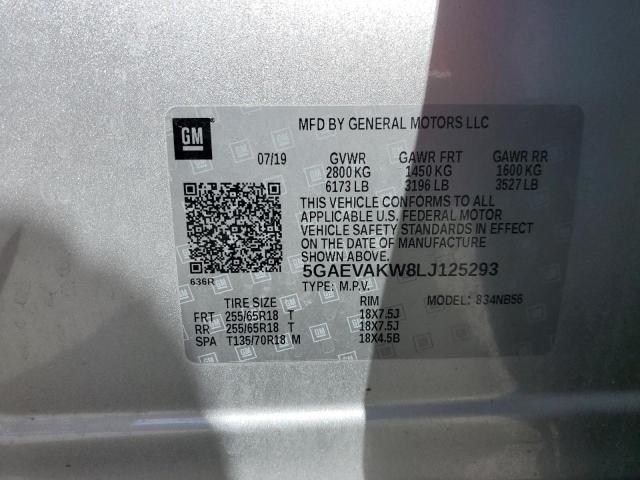 GM
MFD BY GENERAL MOTORS LLC
07/19 GVWR GAWR FRT GAWR RR
2800 KG 1450 KG 1600 KG
6173 LB 3196 LB 3527 LB
THIS VEHICLE CONFORMS TO ALL
APPLICABLE U.S. FEDERAL MOTOR
VEHICLE SAFETY STANDARDS IN EFFECT
ON THE DATE OF MANUFACTURE
SHOWN ABOVE.
5GAEVAKW8LJ125293
636R
TYPE: M.P.V. MODEL: 834NB56
TIRE SIZE RIM
FRT 255/65R18 T 18X7.5J
RR 255/65R18 T 18X7.5J
SPA T135/70R18 M 18X4.5B